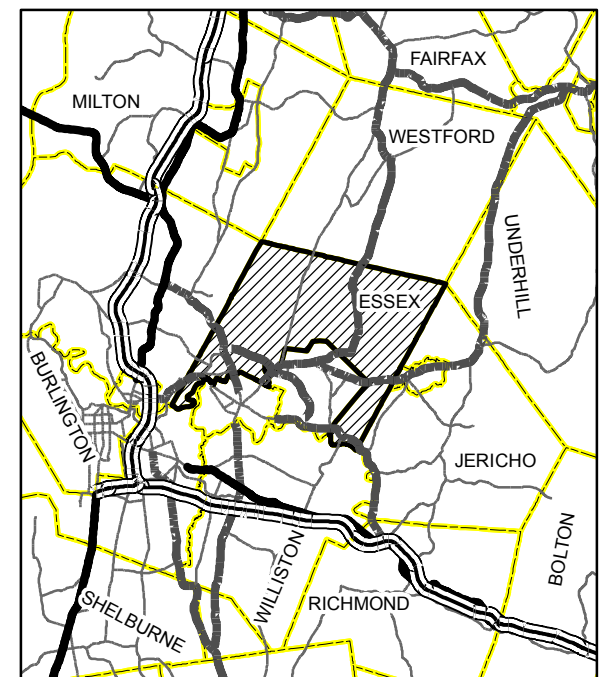 FAIRFAX
MILTON
WESTFORD
UNDERHILL
ESSEX
BURLINGTON
JERICHO
BOLTON
WILLISTON
RICHMOND
SHELBURNE